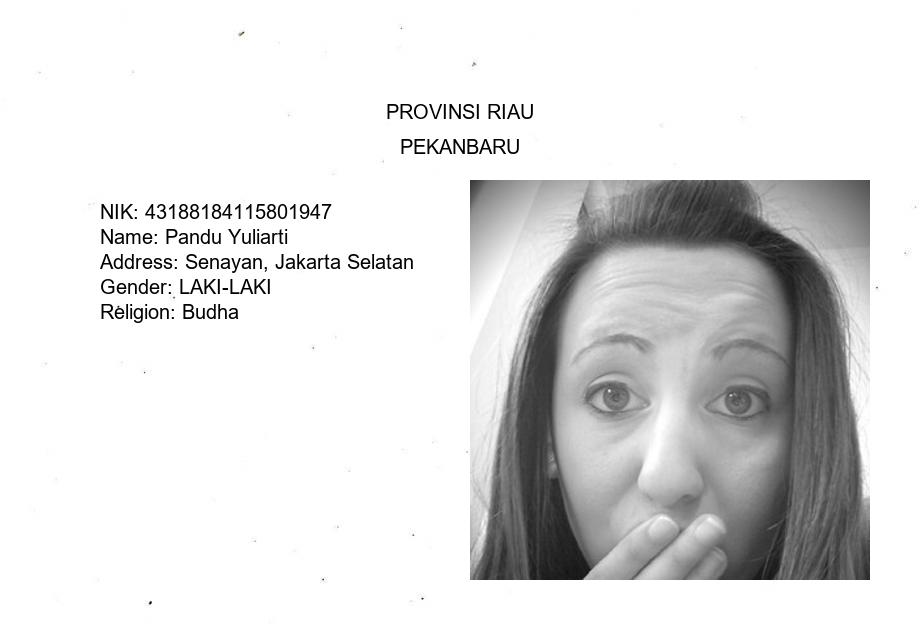 PROVINSI RIAU
PEKANBARU
NIK: 43188184115801947
Name: Pandu Yuliarti
Address: Senayan, Jakarta Selatan
Gender: LAKI-LAKI
Religion: Budha